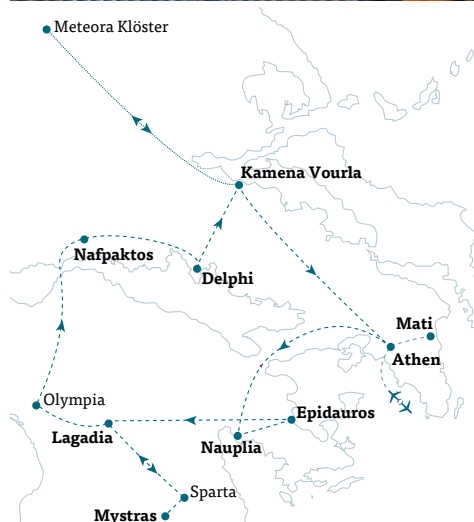 Meteora Klöster
Kamena Vourla
Nafpaktos
Delphi
Mati
Athen
Olympia
Epidauros
Lagadia
Nauplia
Sparta
Mystras